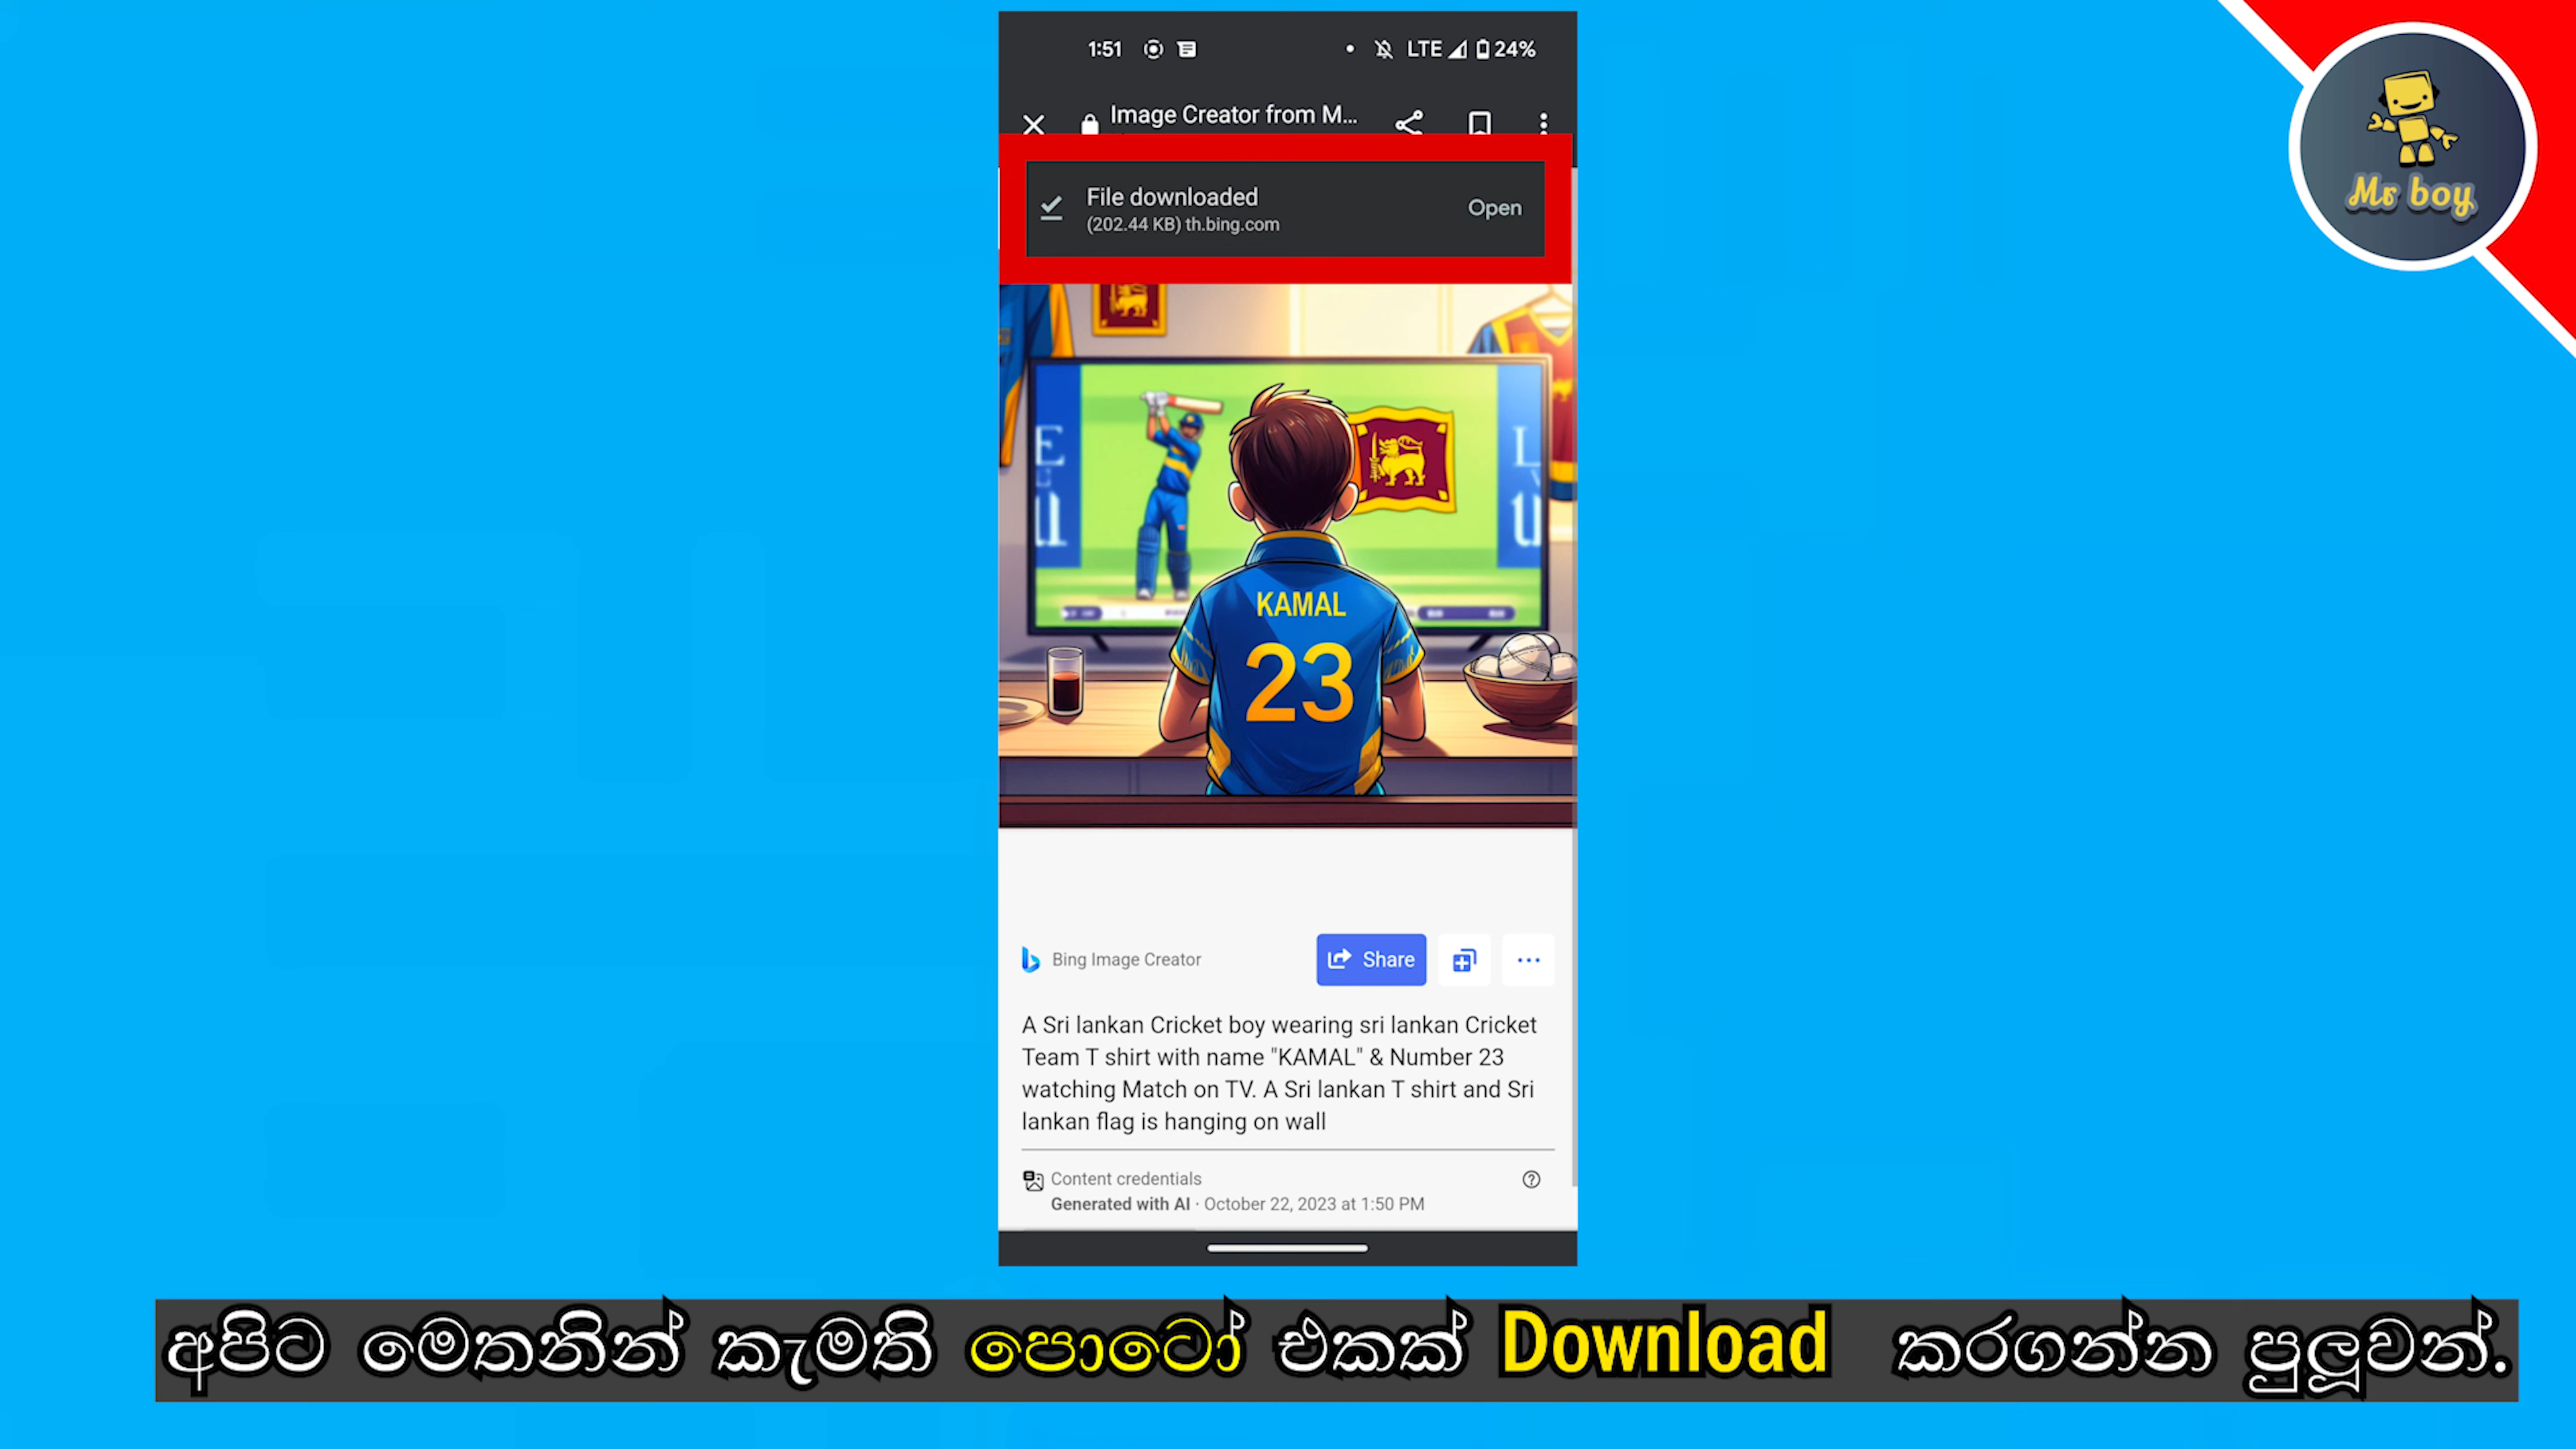 1:51 LTE 24%
Image Creator from M...
File downloaded
(202.44 KB) th.bing.com
Open
Mr boy
KAMAL
23
Bing Image Creator
Share
A Sri lankan Cricket boy wearing sri lankan Cricket
Team T shirt with name "KAMAL" & Number 23
watching Match on TV. A Sri lankan T shirt and Sri
lankan flag is hanging on wall
Content credentials
Generated with AI · October 22, 2023 at 1:50 PM
අපිට මෙතනින් කැමති පොටෝ එකක් Download කරගන්න පුලූවන්.